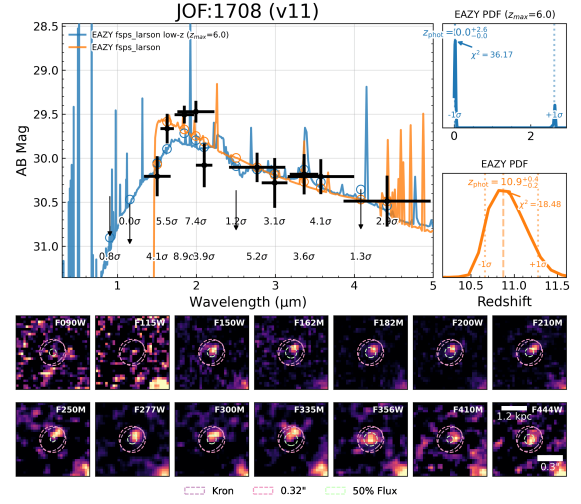 JOF:1708 (v11)
EAZY fsps_larson low-z (z_max=6.0)
EAZY fsps_larson
28.5
29.0
29.5
30.0
30.5
31.0
AB Mag
0.0σ 5.5σ 7.4σ 1.2σ 3.1σ 4.1σ 2.9σ
0.8σ 4.1σ 8.9σ 3.9σ 5.2σ 3.6σ 1.3σ
1 2 3 4 5
Wavelength (μm)
EAZY PDF (z_max=6.0)
z_phot=0.0^{+2.6}_{-0.0}
χ² = 36.17
-1σ +1σ
0 2
EAZY PDF
z_phot=10.9^{+0.4}_{-0.2}
χ² = 18.48
-1σ +1σ
10.5 11.0 11.5
Redshift
F090W F115W F150W F162M F182M F200W F210M
F250M F277W F300M F335M F356W F410M F444W
1.2 kpc
0.3"
Kron 0.32" 50% Flux